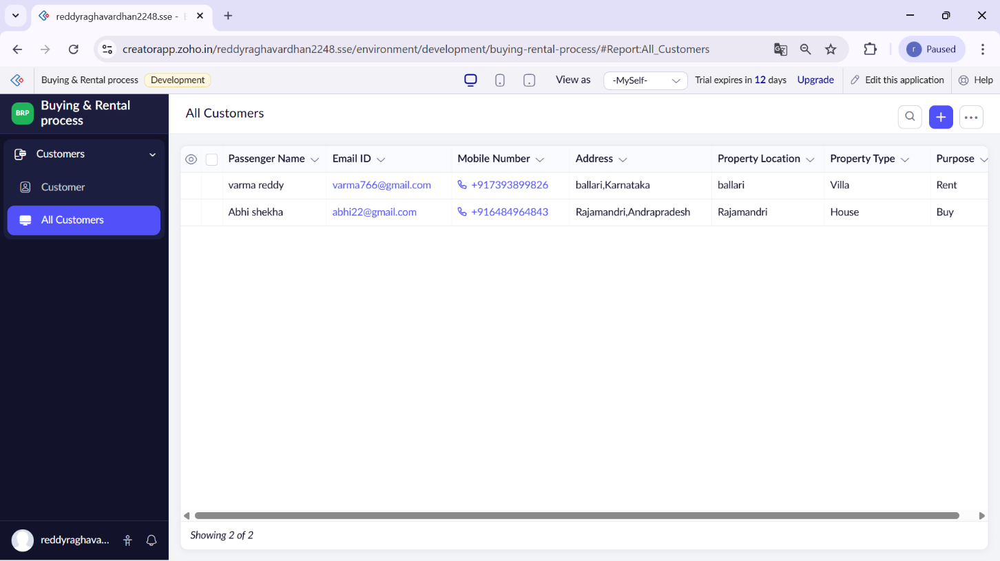 reddyraghavardhan2248.sse -
creatorapp.zoho.in/reddyraghavardhan2248.sse/environment/development/buying-rental-process/#Report:All_Customers
r Paused
Buying & Rental process Development View as -MySelf- Trial expires in 12 days Upgrade Edit this application Help
BRP
Buying & Rental
process
Customers
Customer
All Customers
reddyraghava...
All Customers
Passenger Name Email ID Mobile Number Address Property Location Property Type Purpose
varma reddy varma766@gmail.com +917393899826 ballari,Karnataka ballari Villa Rent
Abhi shekha abhi22@gmail.com +916484964843 Rajamandri,Andrapradesh Rajamandri House Buy
Showing 2 of 2